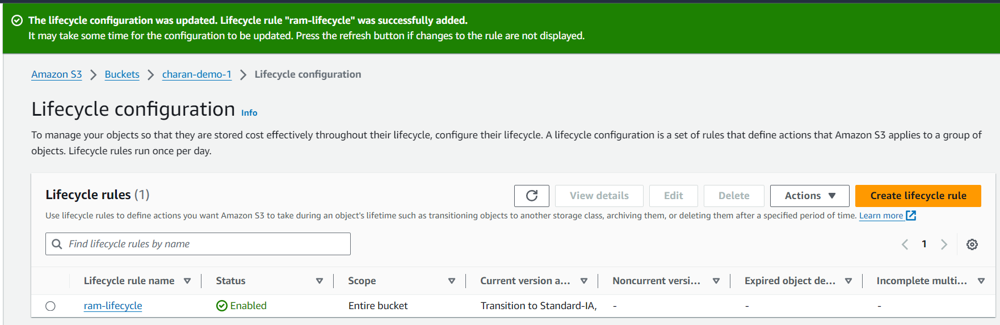 The lifecycle configuration was updated. Lifecycle rule "ram-lifecycle" was successfully added.
It may take some time for the configuration to be updated. Press the refresh button if changes to the rule are not displayed.
Amazon S3 > Buckets > charan-demo-1 > Lifecycle configuration
Lifecycle configuration Info
To manage your objects so that they are stored cost effectively throughout their lifecycle, configure their lifecycle. A lifecycle configuration is a set of rules that define actions that Amazon S3 applies to a group of
objects. Lifecycle rules run once per day.
Lifecycle rules (1) View details Edit Delete Actions Create lifecycle rule
Use lifecycle rules to define actions you want Amazon S3 to take during an object's lifetime such as transitioning objects to another storage class, archiving them, or deleting them after a specified period of time. Learn more
Find lifecycle rules by name 1
Lifecycle rule name Status Scope Current version a... Noncurrent versi... Expired object de... Incomplete multi...
ram-lifecycle Enabled Entire bucket Transition to Standard-IA, - - -